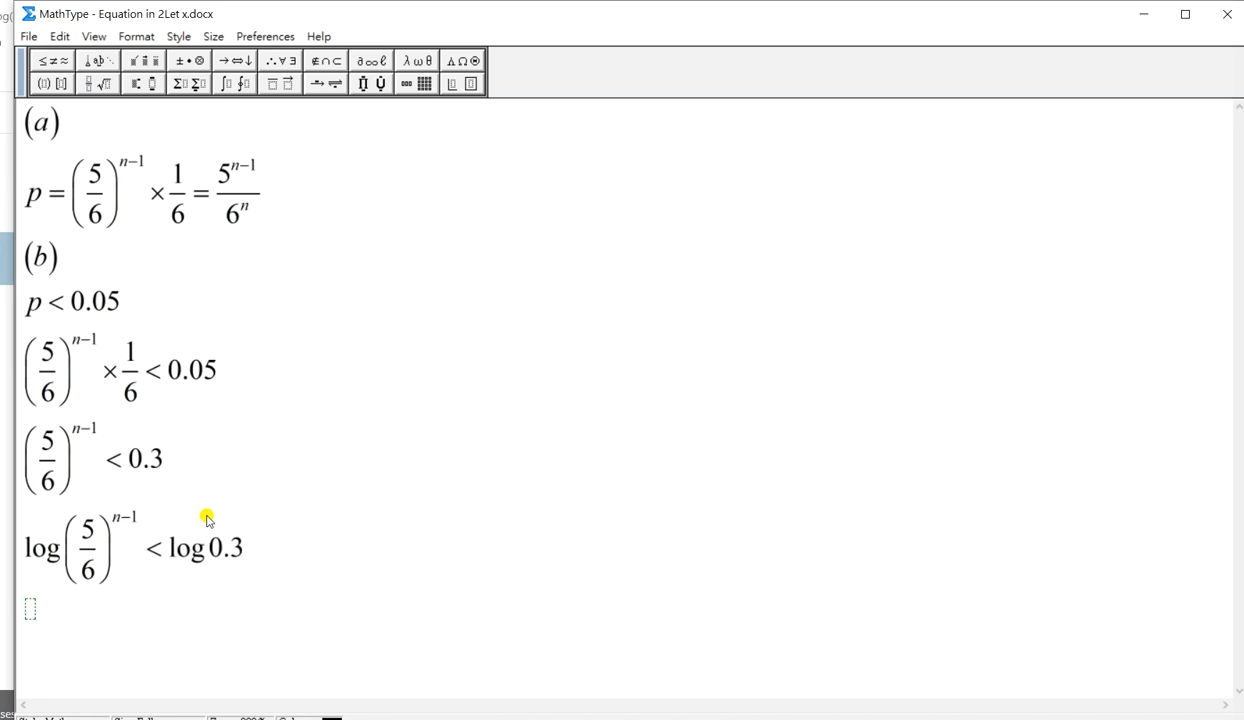 MathType - Equation in 2Let x.docx
File Edit View Format Style Size Preferences Help
(a)
p = (5/6)^(n−1) × 1/6 = 5^(n−1)/6^n
(b)
p < 0.05
(5/6)^(n−1) × 1/6 < 0.05
(5/6)^(n−1) < 0.3
log(5/6)^(n−1) < log 0.3